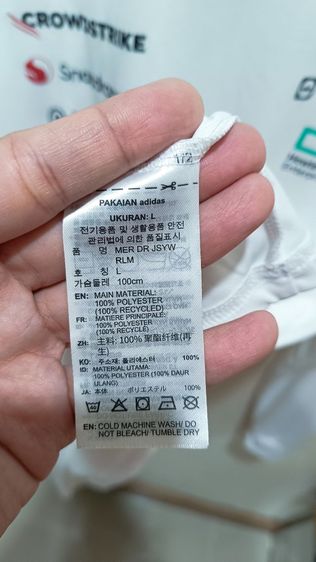 CROWDSTRIKE
1/2
PAKAIAN adidas
UKURAN: L
전기용품 및 생활용품 안전
관리법에 의한 품질표시
품 명 MER DR JSYW
RLM
호 칭 L
가슴둘레 100cm
EN: MAIN MATERIAL:
100% POLYESTER
(100% RECYCLED)
FR: MATIERE PRINCIPALE:
100% POLYESTER
(100% RECYCLE)
ZH: 主料: 100% 聚酯纤维(再
生)
KO: 주소재: 폴리에스터 100%
ID: MATERIAL UTAMA:
100% POLYESTER (100% DAUR
ULANG)
JA: 本体 ポリエステル 100%
EN: COLD MACHINE WASH/ DO
NOT BLEACH/ TUMBLE DRY